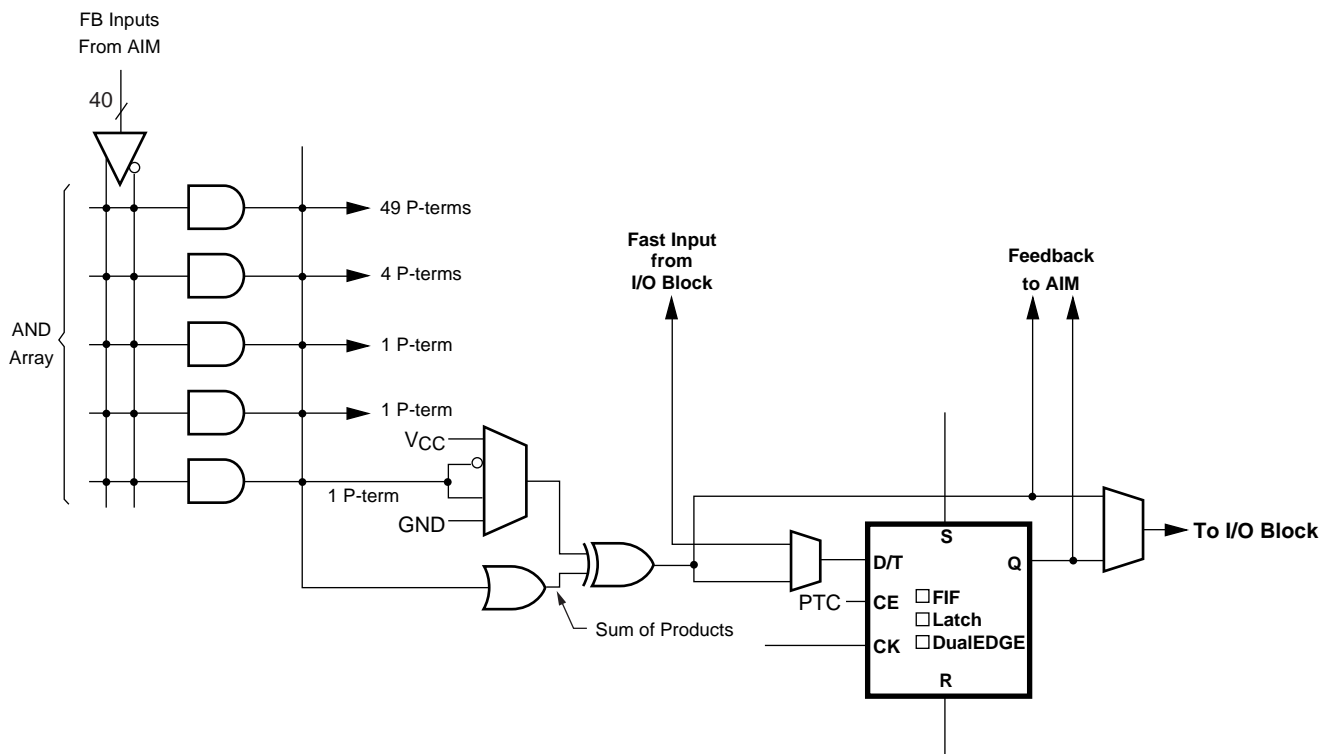 FB Inputs
From AIM
40
49 P-terms
4 P-terms
1 P-term
1 P-term
AND
Array
VCC
1 P-term
GND
Sum of Products
Fast Input
from
I/O Block
Feedback
to AIM
S
D/T
Q
PTC
CE
FIF
Latch
DualEDGE
CK
R
To I/O Block